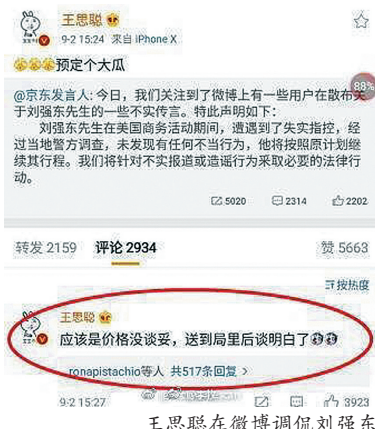 王思聪
9-2 15:24 来自 iPhone X
预定个大瓜
88%
@京东发言人: 今日，我们关注到了微博上有一些用户在散布关
于刘强东先生的一些不实传言。特此声明如下：
刘强东先生在美国商务活动期间，遭遇到了失实指控，经
过当地警方调查，未发现有任何不当行为，他将按照原计划继
续其行程。我们将针对不实报道或造谣行为采取必要的法律行
动。
5020 2314 2202
转发 2159 评论 2934 赞 5663
按热度
王思聪
应该是价格没谈妥，送到局里后谈明白了
ronapistachio等人 共517条回复 >
9-2 15:27 3923
王思聪在微博调侃刘强东